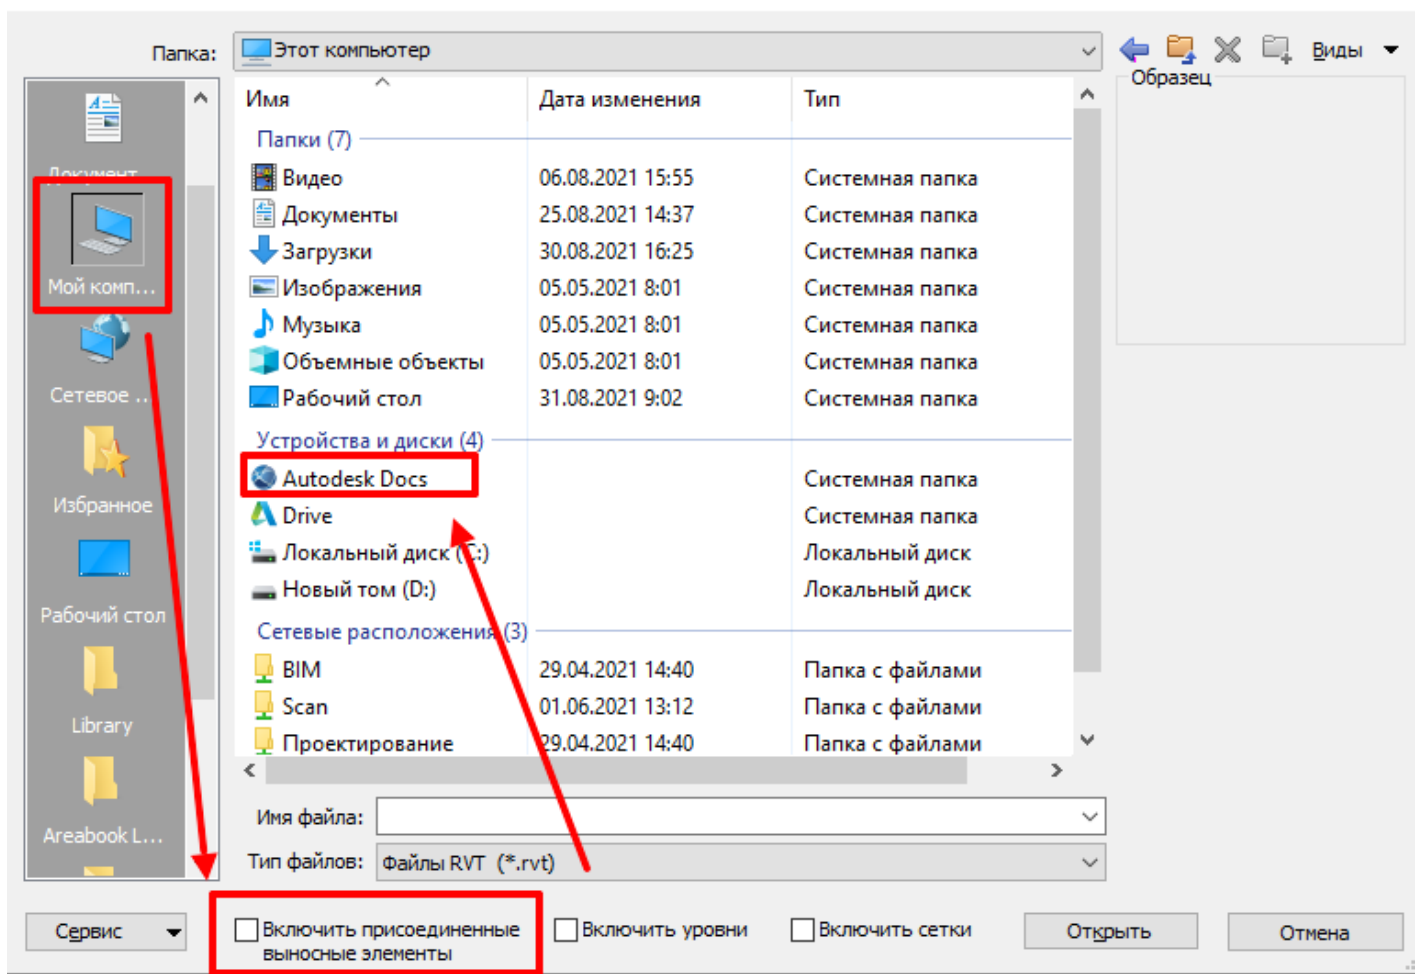 Папка: Этот компьютер Виды
Образец
Имя Дата изменения Тип
Папки (7)
Видео 06.08.2021 15:55 Системная папка
Документы 25.08.2021 14:37 Системная папка
Загрузки 30.08.2021 16:25 Системная папка
Изображения 05.05.2021 8:01 Системная папка
Музыка 05.05.2021 8:01 Системная папка
Объемные объекты 05.05.2021 8:01 Системная папка
Рабочий стол 31.08.2021 9:02 Системная папка
Устройства и диски (4)
Autodesk Docs Системная папка
Drive Системная папка
Локальный диск (C:) Локальный диск
Новый том (D:) Локальный диск
Сетевые расположения (3)
BIM 29.04.2021 14:40 Папка с файлами
Scan 01.06.2021 13:12 Папка с файлами
Проектирование 29.04.2021 14:40 Папка с файлами
Документ...
Мой комп...
Сетевое ...
Избранное
Рабочий стол
Library
Areabook L...
Имя файла:
Тип файлов: Файлы RVT (*.rvt)
Сервис
Включить присоединенные
выносные элементы
Включить уровни
Включить сетки
Открыть
Отмена